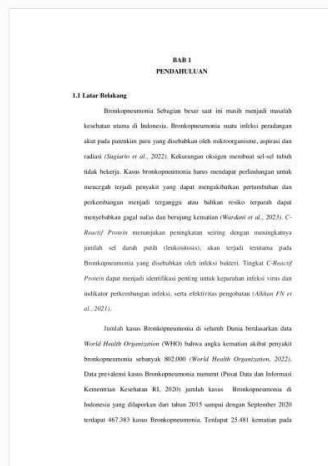 BAB 1
PENDAHULUAN
1.1 Latar Belakang
Bronkopneumonia Sebagian besar saat ini masih menjadi masalah
kesehatan utama di Indonesia. Bronkopneumonia suatu infeksi peradangan
akut pada parenkim paru yang disebabkan oleh mikroorganisme, aspirasi dan
radiasi (Sugiarto et al., 2022). Kekurangan oksigen membuat sel-sel tubuh
tidak bekerja. Kasus bronkopneumonia harus mendapat perlindungan untuk
mencegah terjadi penyakit yang dapat mengakibatkan pertumbuhan dan
perkembangan menjadi terganggu atau bahkan resiko terparah dapat
menyebabkan gagal nafas dan berujung kematian (Wardani et al., 2023). C-
Reactif Protein menunjukan peningkatan seiring dengan meningkatnya
jumlah sel darah putih (leukositosis), akan terjadi terutama pada
Bronkopneumonia yang disebabkan oleh infeksi bakteri. Tingkat C-Reactif
Protein dapat menjadi identifikasi penting untuk keparahan infeksi virus dan
indikator perkembangan infeksi, serta efektivitas pengobatan (Alkhan FN et
al., 2021).
Jumlah kasus Bronkopneumonia di seluruh Dunia berdasarkan data
World Health Organization (WHO) bahwa angka kematian akibat penyakit
bronkopneumonia sebanyak 802.000 (World Health Organization, 2022).
Data prevalensi kasus Bronkopneumonia menurut (Pusat Data dan Informasi
Kementrian Kesehatan RI, 2020) jumlah kasus Bronkopneumonia di
Indonesia yang dilaporkan dari tahun 2015 sampai dengan September 2020
terdapat 467.383 kasus Bronkopneumonia. Terdapat 25.481 kematian pada